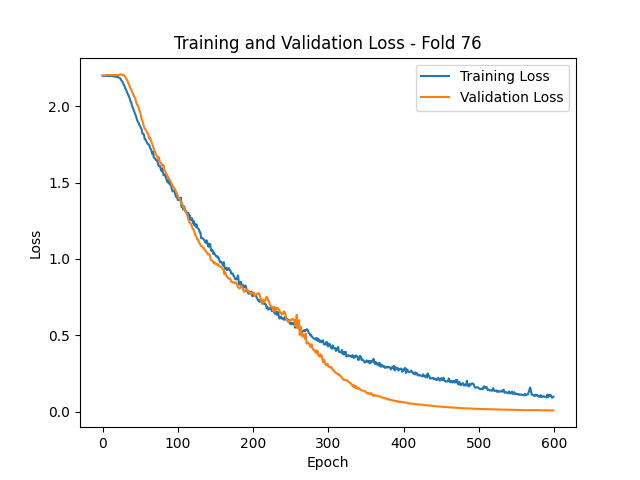 Training and Validation Loss - Fold 76
Training Loss
Validation Loss
Loss
2.0
1.5
1.0
0.5
0.0
0 100 200 300 400 500 600
Epoch